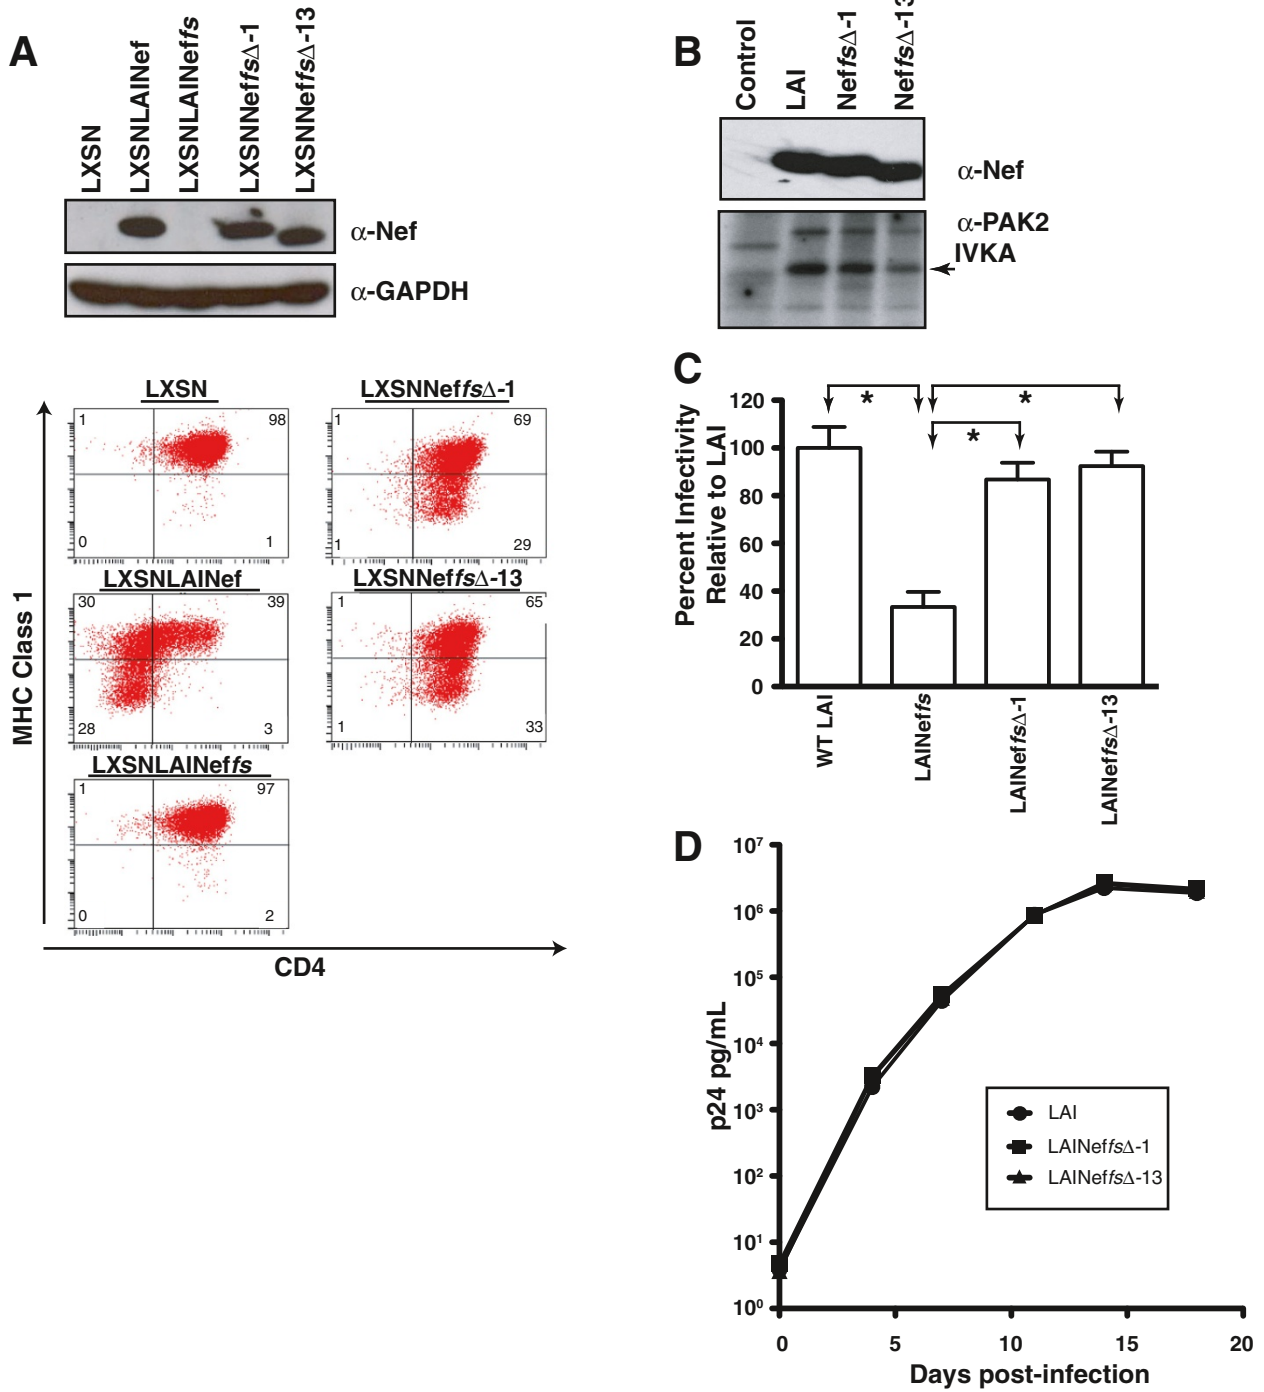 A
LXSN
LXSNLAINef
LXSNLAINeffs
LXSNNeffsΔ-1
LXSNNeffsΔ-13
α-Nef
α-GAPDH
LXSN
1 98
0 1
LXSNNeffsΔ-1
1 69
1 29
LXSNLAINef
30 39
28 3
LXSNNeffsΔ-13
1 65
1 33
LXSNLAINeffs
1 97
0 2
MHC Class 1
CD4
B
Control
LAI
NeffsΔ-1
NeffsΔ-13
α-Nef
α-PAK2
IVKA
C
Percent Infectivity
Relative to LAI
120
100
80
60
40
20
0
* * *
WT LAI
LAINeffs
LAINeffsΔ-1
LAINeffsΔ-13
D
p24 pg/mL
10⁷
10⁶
10⁵
10⁴
10³
10²
10¹
10⁰
0 5 10 15 20
Days post-infection
LAI
LAINeffsΔ-1
LAINeffsΔ-13